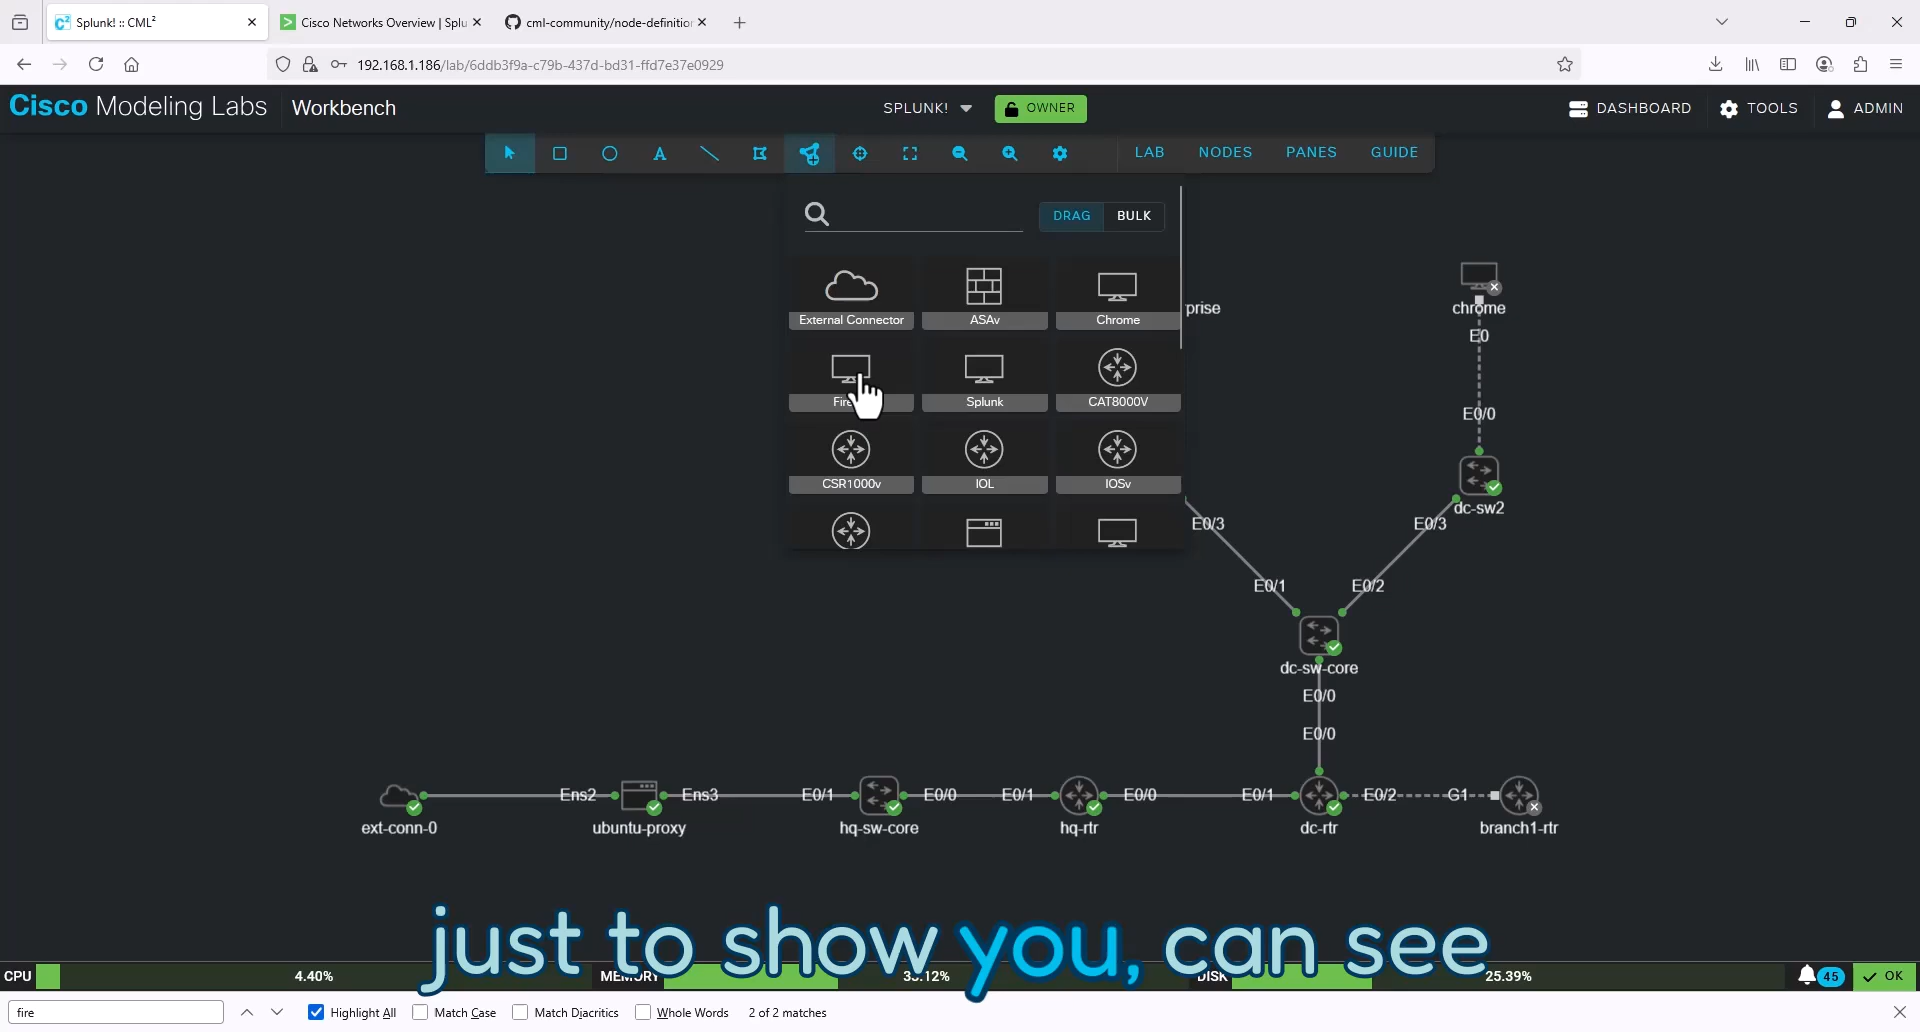 Splunk! :: CML²
Cisco Networks Overview | Splu
cml-community/node-definition
192.168.1.186/lab/6ddb3f9a-c79b-437d-bd31-ffd7e37e0929
Cisco Modeling Labs Workbench
SPLUNK!
OWNER
DASHBOARD
TOOLS
ADMIN
LAB
NODES
PANES
GUIDE
DRAG
BULK
External Connector
ASAv
Chrome
Splunk
CAT8000V
CSR1000v
IOL
IOSv
chrome
E0
E0/0
dc-sw2
E0/3
E0/3
E0/1
E0/2
dc-sw-core
E0/0
E0/0
Ens2
Ens3
E0/1
E0/0
E0/1
E0/0
E0/1
E0/2
G1
ext-conn-0
ubuntu-proxy
hq-sw-core
hq-rtr
dc-rtr
branch1-rtr
just to show you, can see
CPU
4.40%
MEMORY
DISK
25.39%
45
OK
fire
Highlight All
Match Case
Match Diacritics
Whole Words
2 of 2 matches